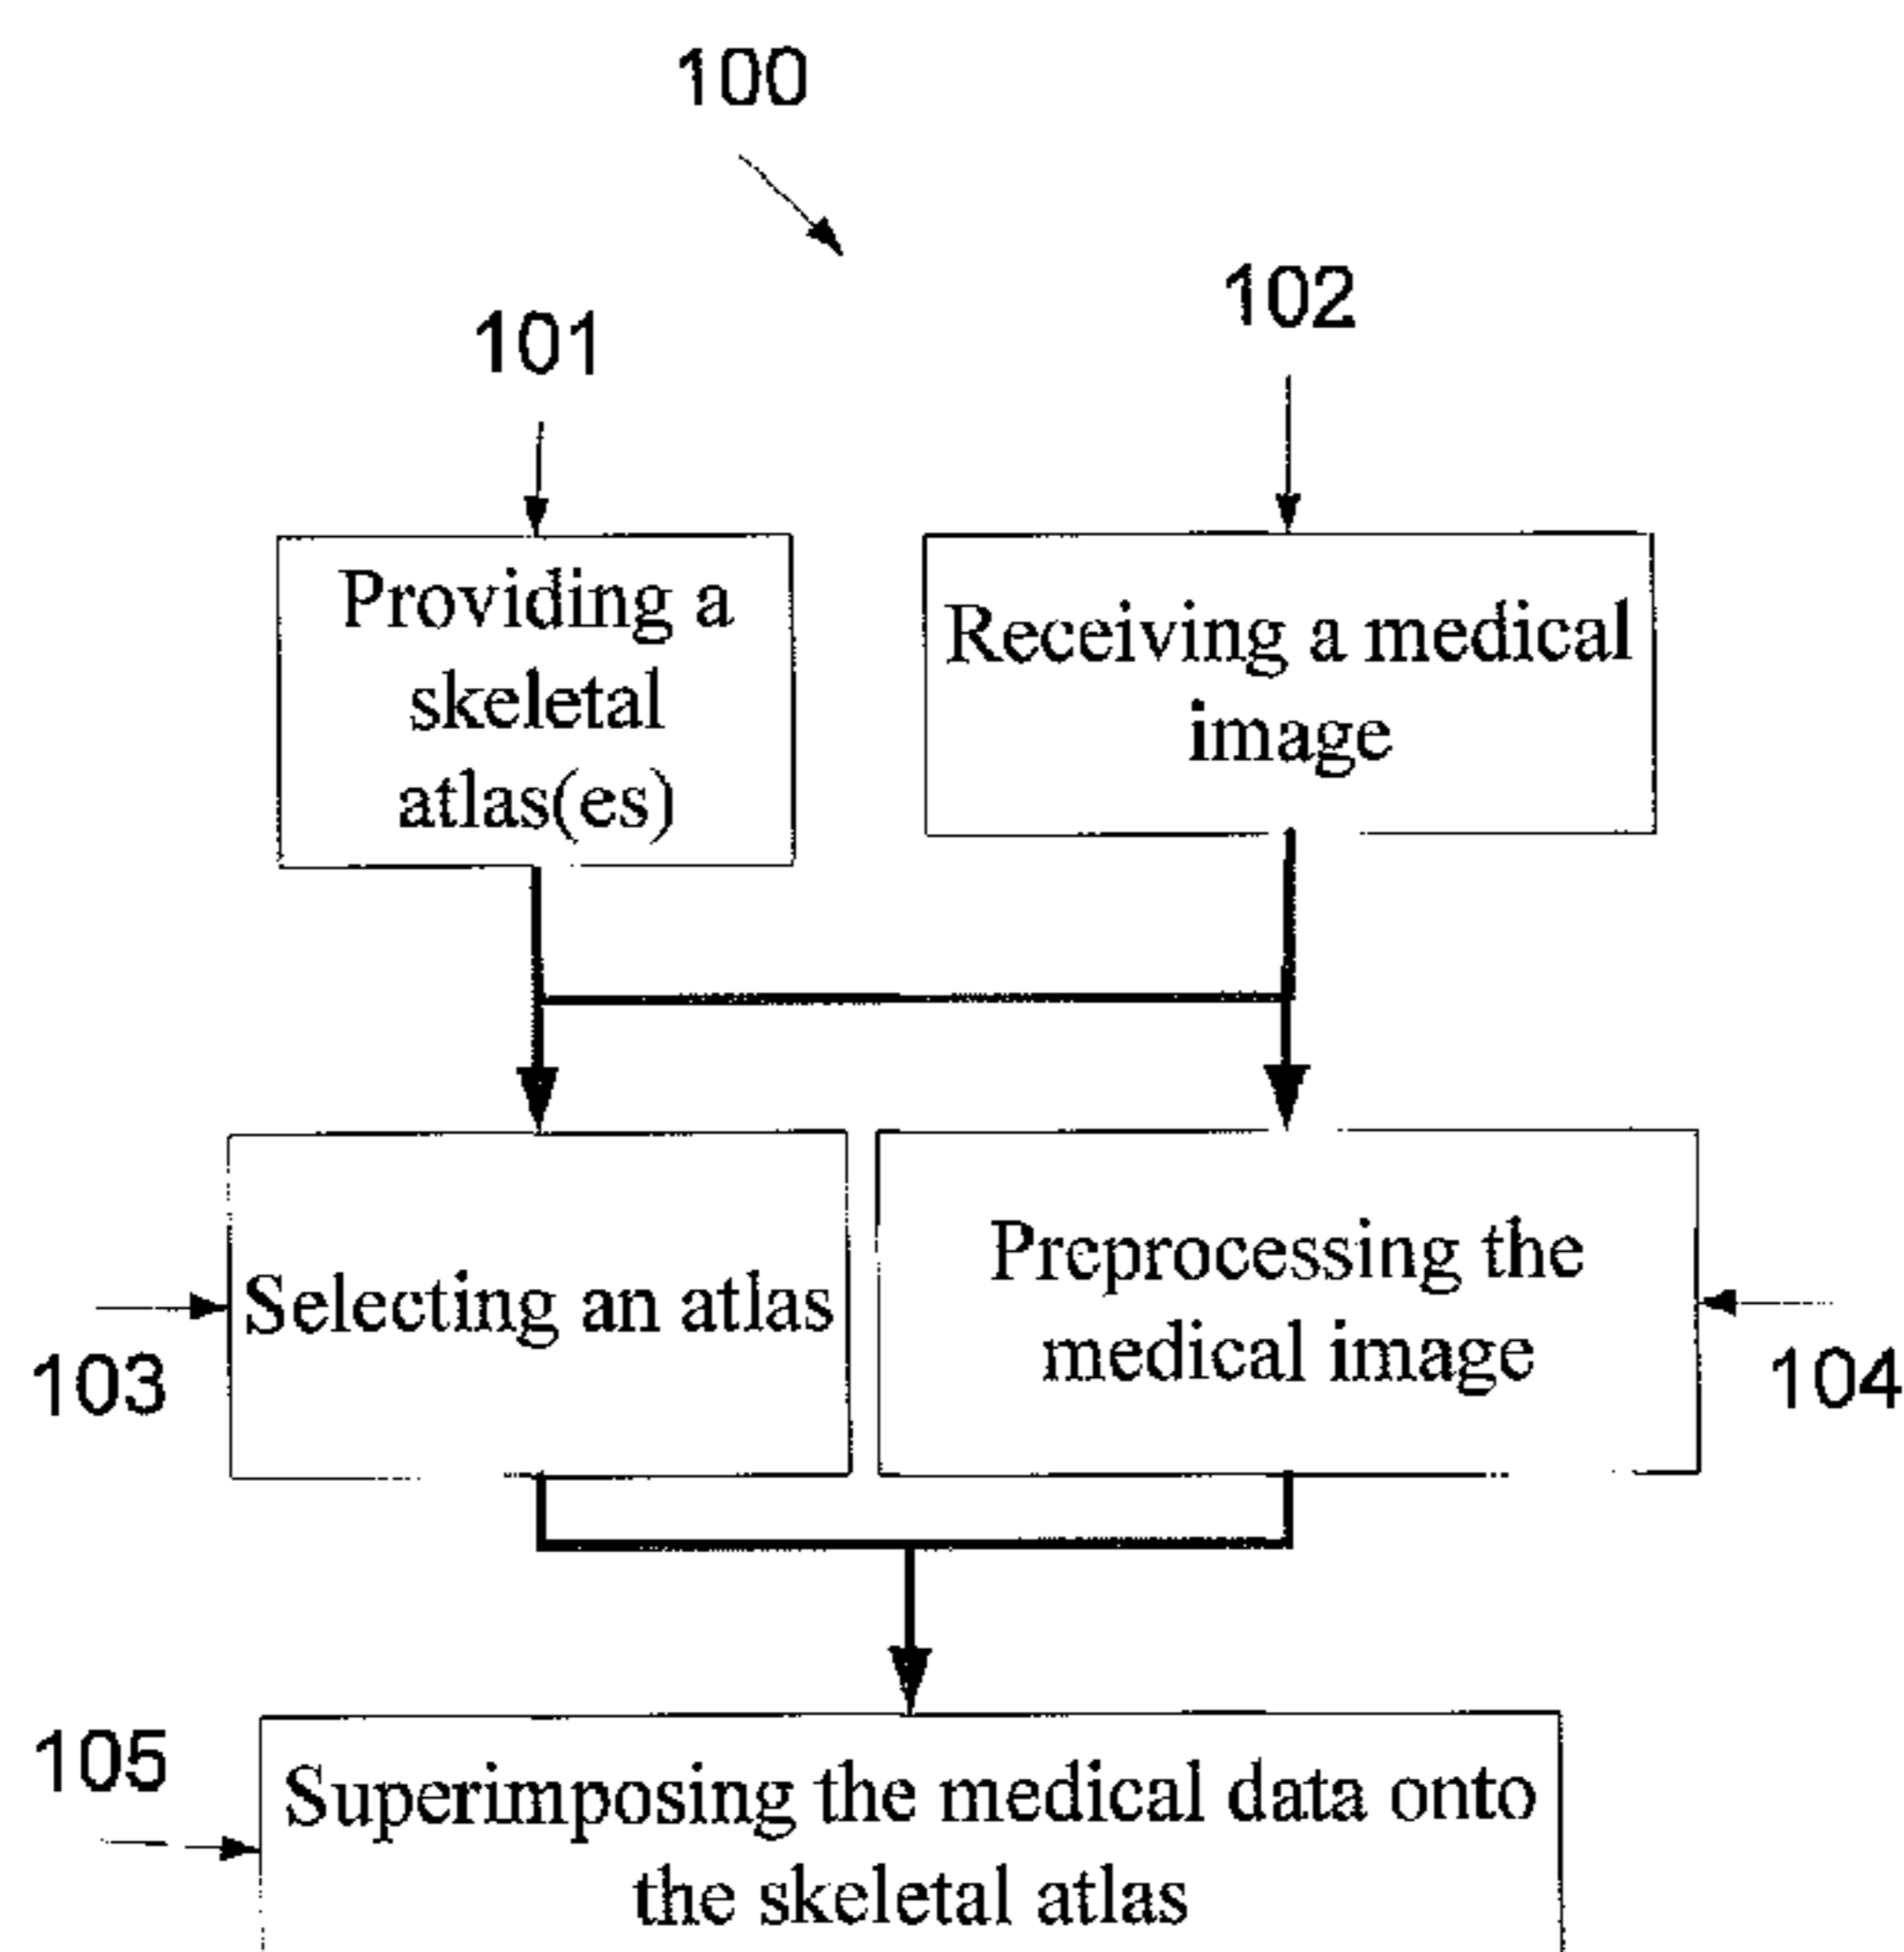 100
101
102
Providing a
skeletal
atlas(es)
Receiving a medical
image
Selecting an atlas
Preprocessing the
medical image
103
104
105
Superimposing the medical data onto
the skeletal atlas